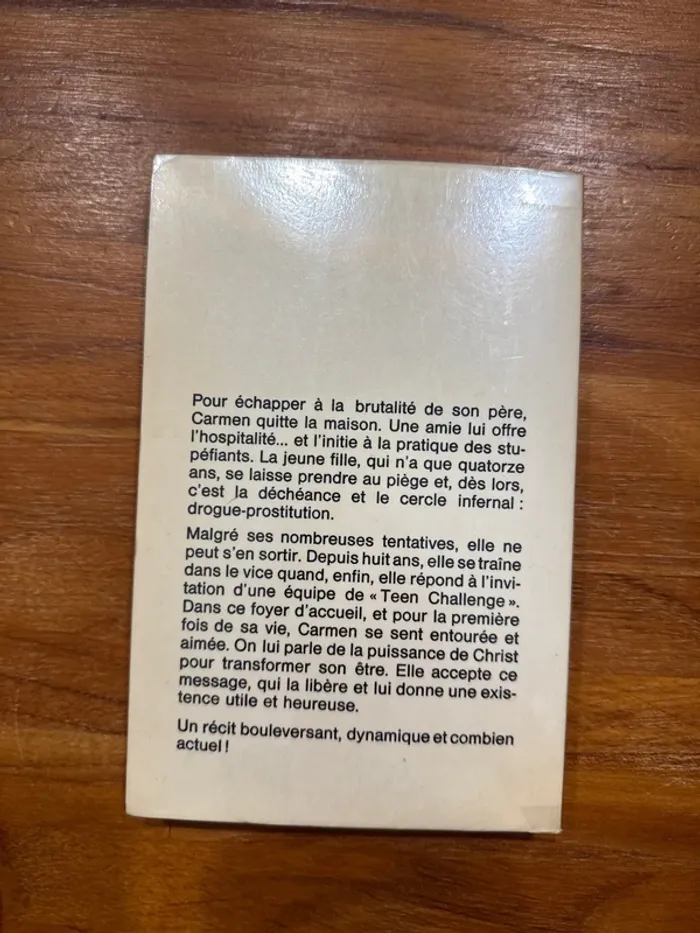 Pour échapper à la brutalité de son père,
Carmen quitte la maison. Une amie lui offre
l'hospitalité... et l'initie à la pratique des stu-
péfiants. La jeune fille, qui n'a que quatorze
ans, se laisse prendre au piège et, dès lors,
c'est la déchéance et le cercle infernal :
drogue-prostitution.
Malgré ses nombreuses tentatives, elle ne
peut s'en sortir. Depuis huit ans, elle se traîne
dans le vice quand, enfin, elle répond à l'invi-
tation d'une équipe de « Teen Challenge ».
Dans ce foyer d'accueil, et pour la première
fois de sa vie, Carmen se sent entourée et
aimée. On lui parle de la puissance de Christ
pour transformer son être. Elle accepte ce
message, qui la libère et lui donne une exis-
tence utile et heureuse.
Un récit bouleversant, dynamique et combien
actuel !